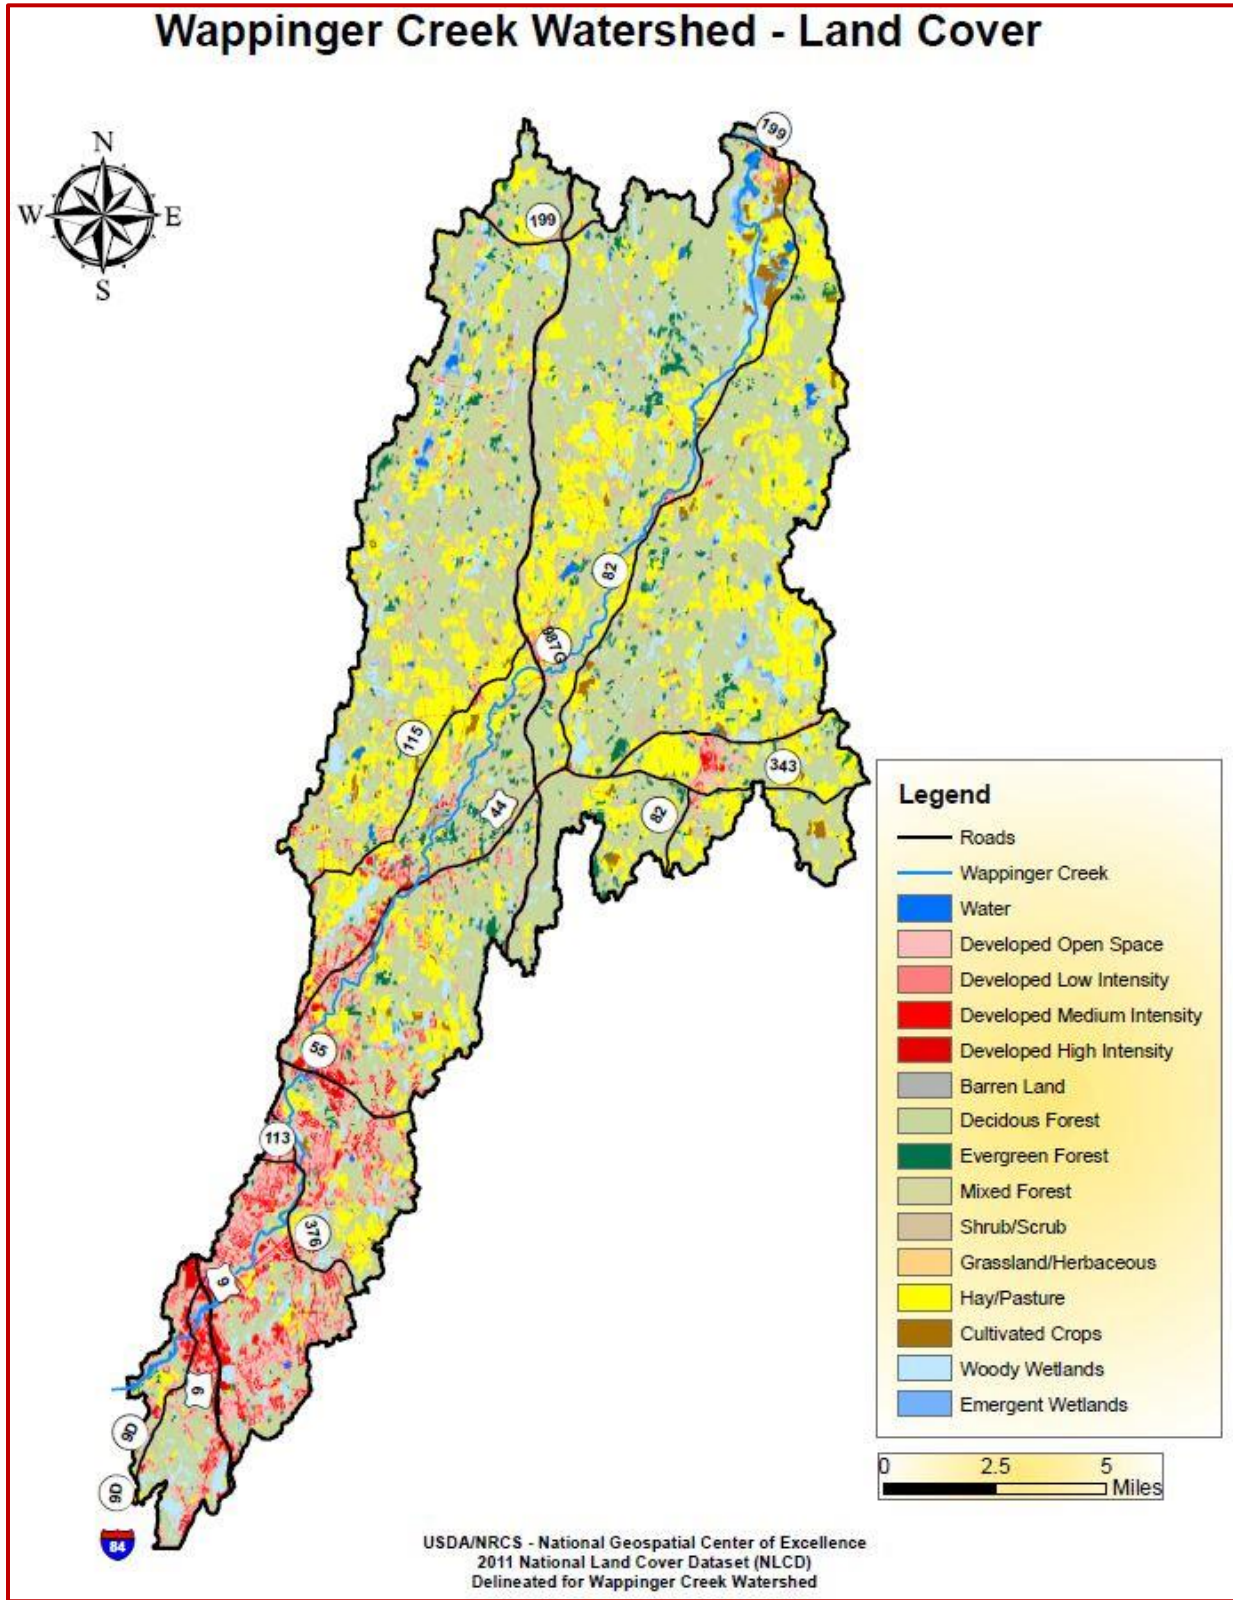 Wappinger Creek Watershed - Land Cover
199
N
W E
S
199
82
987G
115
343
44
82
55
113
376
9
9
9D
9D
84
Legend
Roads
Wappinger Creek
Water
Developed Open Space
Developed Low Intensity
Developed Medium Intensity
Developed High Intensity
Barren Land
Decidous Forest
Evergreen Forest
Mixed Forest
Shrub/Scrub
Grassland/Herbaceous
Hay/Pasture
Cultivated Crops
Woody Wetlands
Emergent Wetlands
0 2.5 5
Miles
USDA/NRCS - National Geospatial Center of Excellence
2011 National Land Cover Dataset (NLCD)
Delineated for Wappinger Creek Watershed